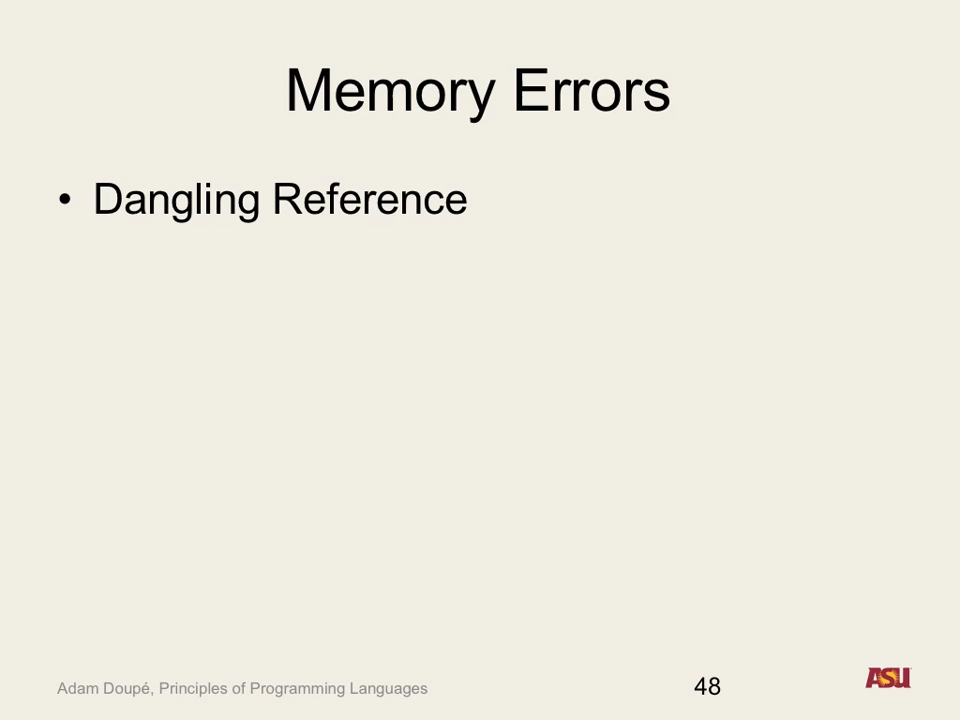 Memory Errors
• Dangling Reference
Adam Doupé, Principles of Programming Languages
48
ASU